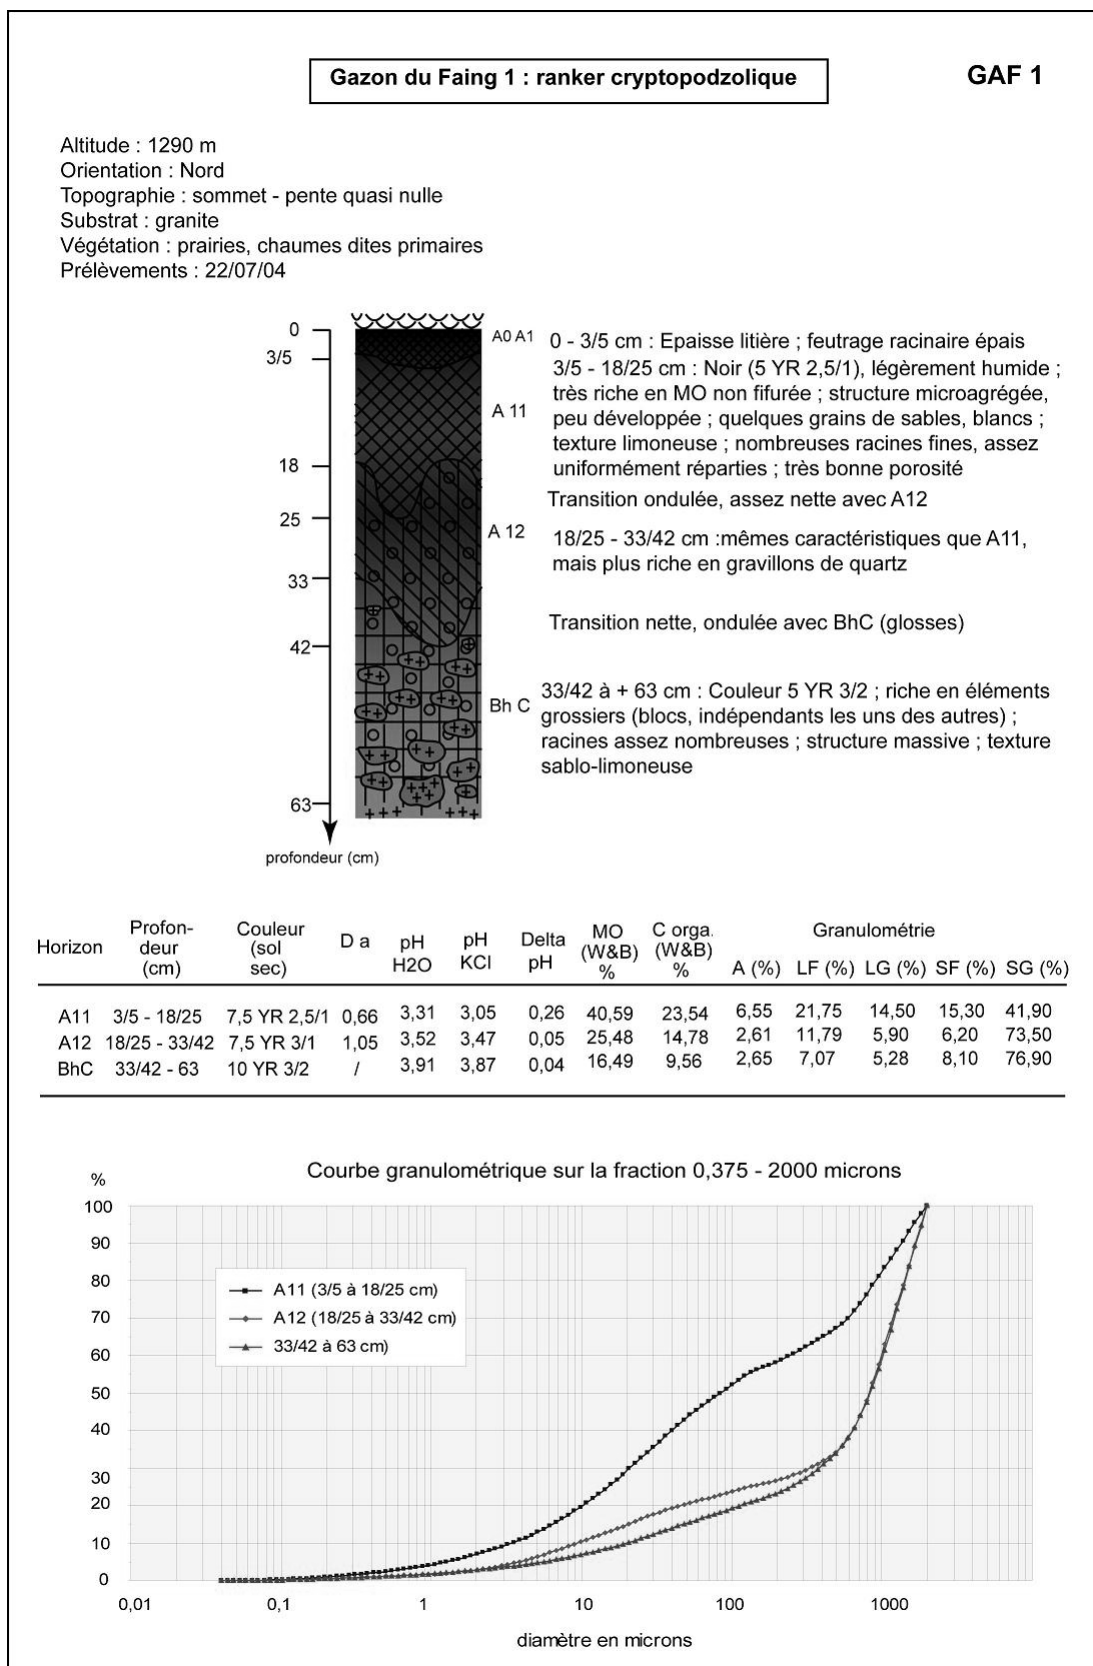 Gazon du Faing 1 : ranker cryptopodzolique
GAF 1
Altitude : 1290 m
Orientation : Nord
Topographie : sommet - pente quasi nulle
Substrat : granite
Végétation : prairies, chaumes dites primaires
Prélèvements : 22/07/04
0
3/5
18
25
33
42
63
profondeur (cm)
A0 A1
A 11
A 12
Bh C
0 - 3/5 cm : Epaisse litière ; feutrage racinaire épais
3/5 - 18/25 cm : Noir (5 YR 2,5/1), légèrement humide ;
très riche en MO non fifurée ; structure microagrégée,
peu développée ; quelques grains de sables, blancs ;
texture limoneuse ; nombreuses racines fines, assez
uniformément réparties ; très bonne porosité
Transition ondulée, assez nette avec A12
18/25 - 33/42 cm :mêmes caractéristiques que A11,
mais plus riche en gravillons de quartz
Transition nette, ondulée avec BhC (glosses)
33/42 à + 63 cm : Couleur 5 YR 3/2 ; riche en éléments
grossiers (blocs, indépendants les uns des autres) ;
racines assez nombreuses ; structure massive ; texture
sablo-limoneuse
Horizon Profon-deur (cm) Couleur (sol sec) D a pH H2O pH KCl Delta pH MO (W&B) % C orga. (W&B) % Granulométrie
A (%) LF (%) LG (%) SF (%) SG (%)
A11 3/5 - 18/25 7,5 YR 2,5/1 0,66 3,31 3,05 0,26 40,59 23,54 6,55 21,75 14,50 15,30 41,90
A12 18/25 - 33/42 7,5 YR 3/1 1,05 3,52 3,47 0,05 25,48 14,78 2,61 11,79 5,90 6,20 73,50
BhC 33/42 - 63 10 YR 3/2 / 3,91 3,87 0,04 16,49 9,56 2,65 7,07 5,28 8,10 76,90
Courbe granulométrique sur la fraction 0,375 - 2000 microns
%
100
90
80
70
60
50
40
30
20
10
0
A11 (3/5 à 18/25 cm)
A12 (18/25 à 33/42 cm)
33/42 à 63 cm)
0,01 0,1 1 10 100 1000
diamètre en microns